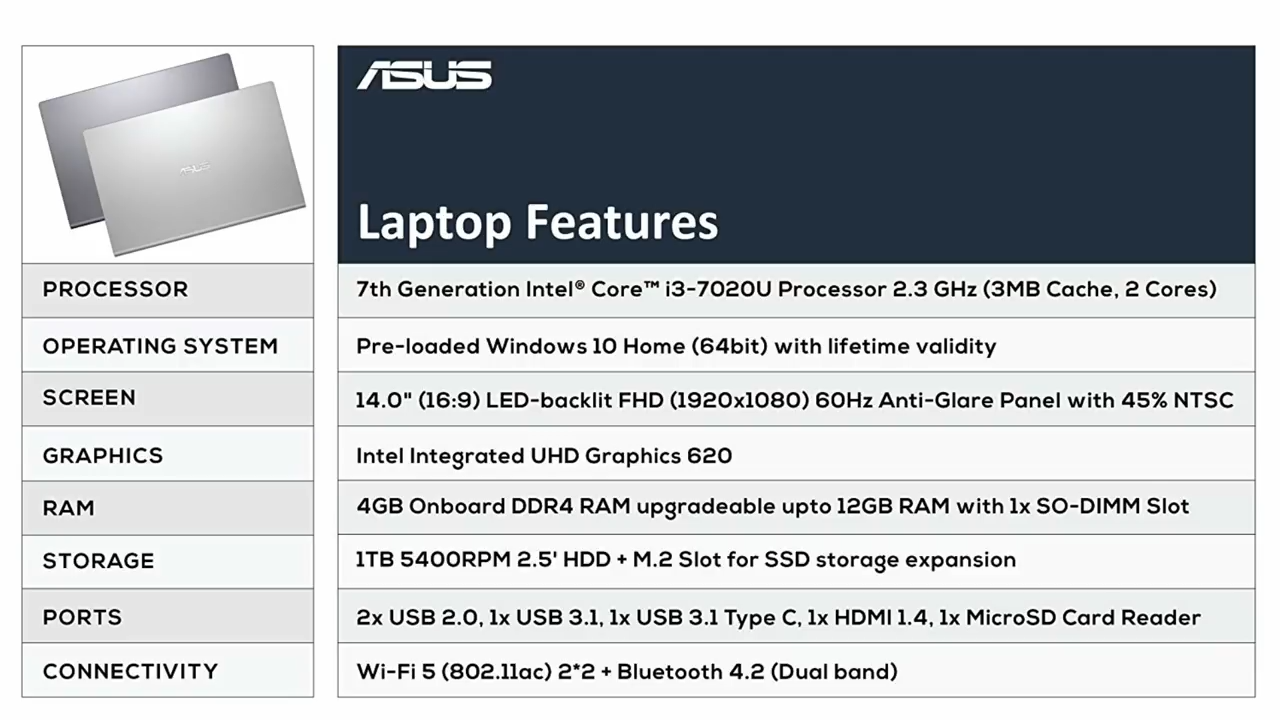 ASUS
ASUS
Laptop Features
PROCESSOR
7th Generation Intel® Core™ i3-7020U Processor 2.3 GHz (3MB Cache, 2 Cores)
OPERATING SYSTEM
Pre-loaded Windows 10 Home (64bit) with lifetime validity
SCREEN
14.0" (16:9) LED-backlit FHD (1920x1080) 60Hz Anti-Glare Panel with 45% NTSC
GRAPHICS
Intel Integrated UHD Graphics 620
RAM
4GB Onboard DDR4 RAM upgradeable upto 12GB RAM with 1x SO-DIMM Slot
STORAGE
1TB 5400RPM 2.5' HDD + M.2 Slot for SSD storage expansion
PORTS
2x USB 2.0, 1x USB 3.1, 1x USB 3.1 Type C, 1x HDMI 1.4, 1x MicroSD Card Reader
CONNECTIVITY
Wi-Fi 5 (802.11ac) 2*2 + Bluetooth 4.2 (Dual band)